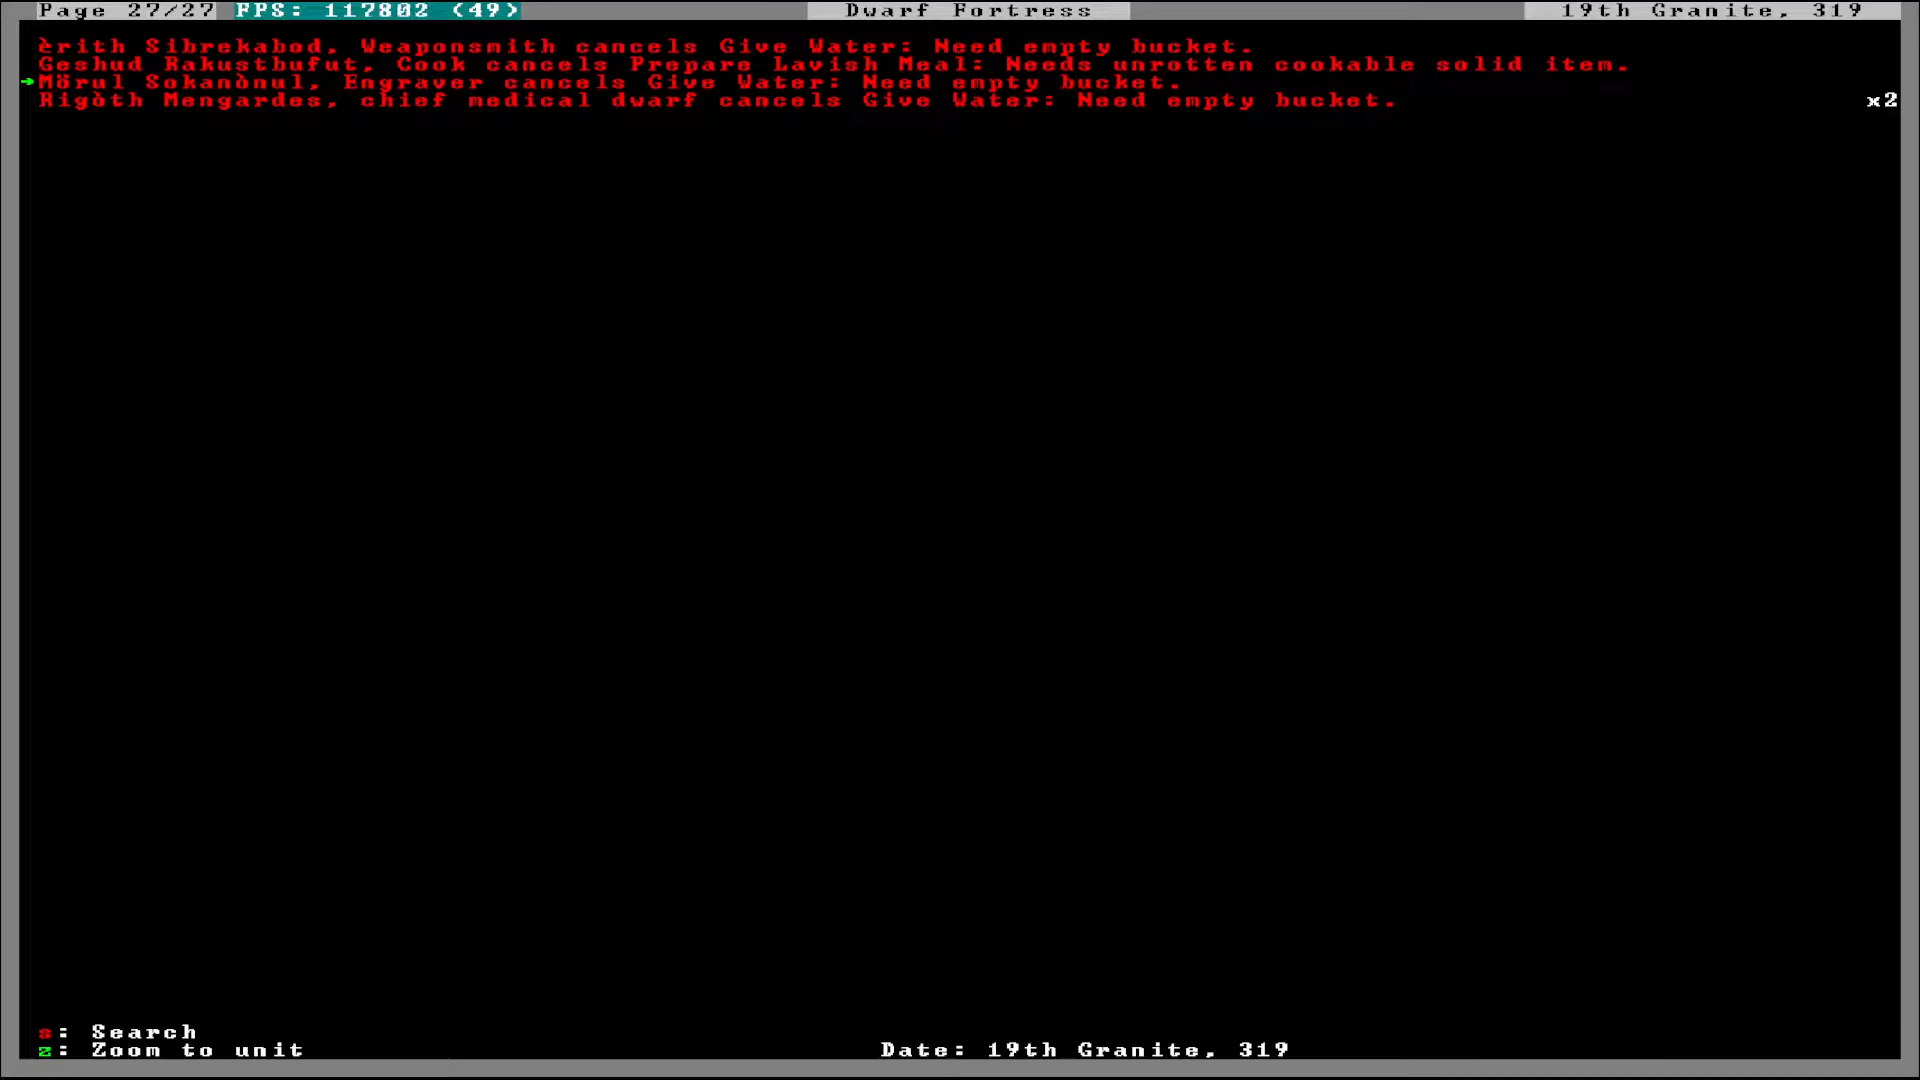 Page 27/27 FPS: 117802 (49) Dwarf Fortress 19th Granite, 319
èrith Sibrekabod, Weaponsmith cancels Give Water: Need empty bucket.
Geshud Rakustbufut, Cook cancels Prepare Lavish Meal: Needs unrotten cookable solid item.
→Mörul Sokanònul, Engraver cancels Give Water: Need empty bucket.
Rigòth Mengardes, chief medical dwarf cancels Give Water: Need empty bucket. x2
s: Search
z: Zoom to unit Date: 19th Granite, 319